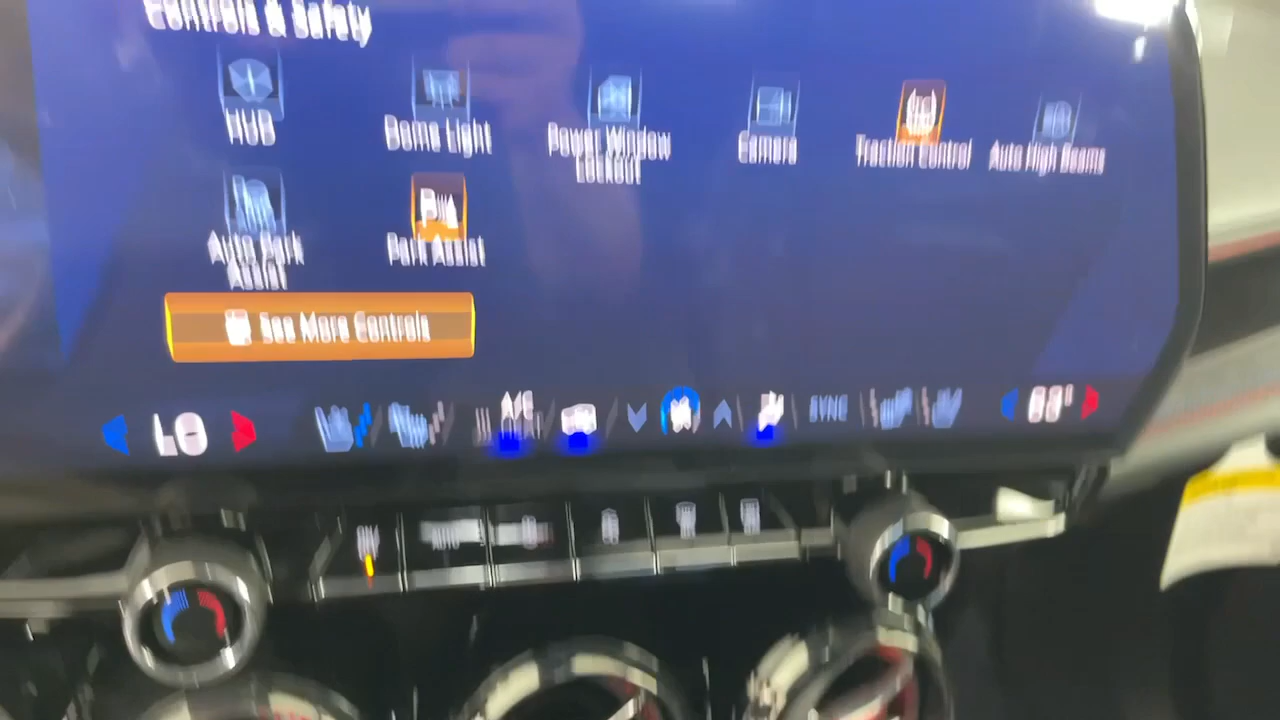 Controls & Safety
HUD
Dome Light
Power Window
Lockout
Camera
Traction Control
Auto High Beams
Auto Park
Assist
Park Assist
See More Controls
LO
A/C
SYNC